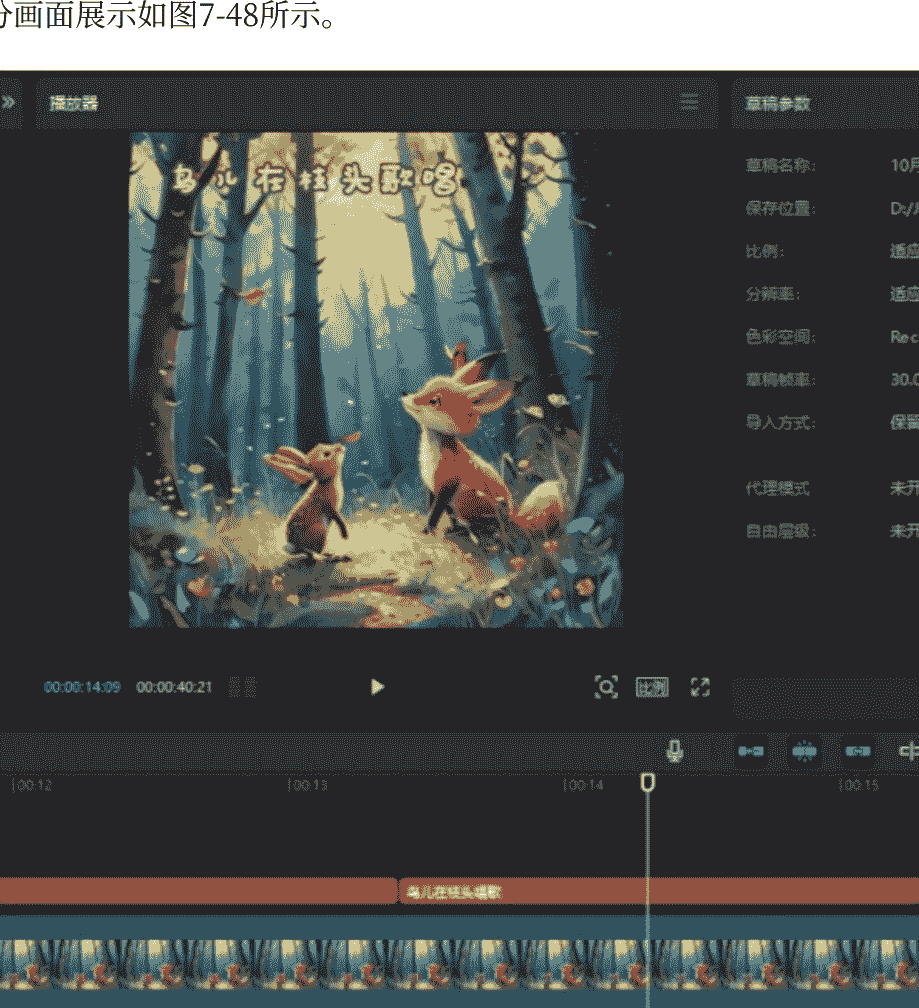 分画面展示如图7-48所示。
播放器
草稿参数
鸟儿在枝头歌唱
草稿名称： 10月
保存位置： D:/
比例： 适应
分辨率： 适应
色彩空间： Rec
草稿帧率： 30.0
导入方式： 保留
代理模式 未开
自由层级： 未开
00:00:14:09 00:00:40:21
比例
00:12 00:13 00:14 00:15
鸟儿在枝头唱歌